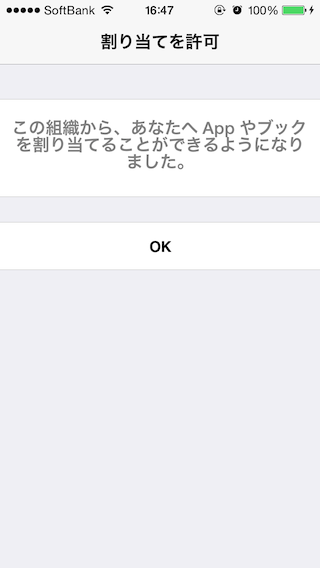 SoftBank 16:47 100%
割り当てを許可
この組織から、あなたへ App やブック
を割り当てることができるようになり
ました。
OK